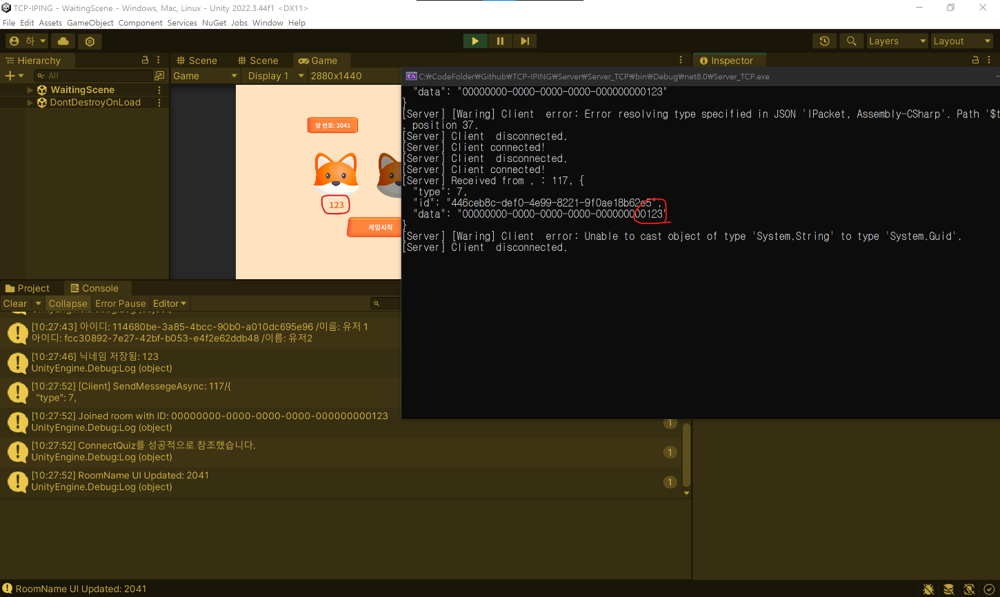 TCP-IPING - WaitingScene - Windows, Mac, Linux - Unity 2022.3.44f1 <DX11>
File Edit Assets GameObject Component Services NuGet Jobs Window Help
하
Layers
Layout
Hierarchy
Scene
Scene
Game
Inspector
All
Game
Display 1
2880x1440
WaitingScene
DontDestroyOnLoad
방 번호: 2041
123
게임시작
C:₩CodeFolder₩Github₩TCP-IPING₩Server₩Server_TCP₩bin₩Debug₩net8.0₩Server_TCP.exe
"data": "00000000-0000-0000-0000-000000000123"
}
[Server] [Waring] Client  error: Error resolving type specified in JSON 'IPacket, Assembly-CSharp'. Path '$t
, position 37.
[Server] Client  disconnected.
[Server] Client connected!
[Server] Client  disconnected.
[Server] Client connected!
[Server] Received from , : 117, {
"type": 7,
"id": "446ceb8c-def0-4e99-8221-9f0ae18b62e5",
"data": "00000000-0000-0000-0000-000000000123"
}
[Server] [Waring] Client  error: Unable to cast object of type 'System.String' to type 'System.Guid'.
[Server] Client  disconnected.
Project
Console
Clear
Collapse
Error Pause
Editor
UnityEngine.Debug:Log (object)
[10:27:43] 아이디: 114680be-3a85-4bcc-90b0-a010dc695e96 /이름: 유저 1
아이디: fcc30892-7e27-42bf-b053-e4f2e62ddb48 /이름: 유저2
[10:27:46] 닉네임 저장됨: 123
UnityEngine.Debug:Log (object)
[10:27:52] [Client] SendMessegeAsync: 117/{
"type": 7,
[10:27:52] Joined room with ID: 00000000-0000-0000-0000-000000000123
UnityEngine.Debug:Log (object)
1
[10:27:52] ConnectQuiz를 성공적으로 참조했습니다.
UnityEngine.Debug:Log (object)
1
[10:27:52] RoomName UI Updated: 2041
UnityEngine.Debug:Log (object)
1
RoomName UI Updated: 2041